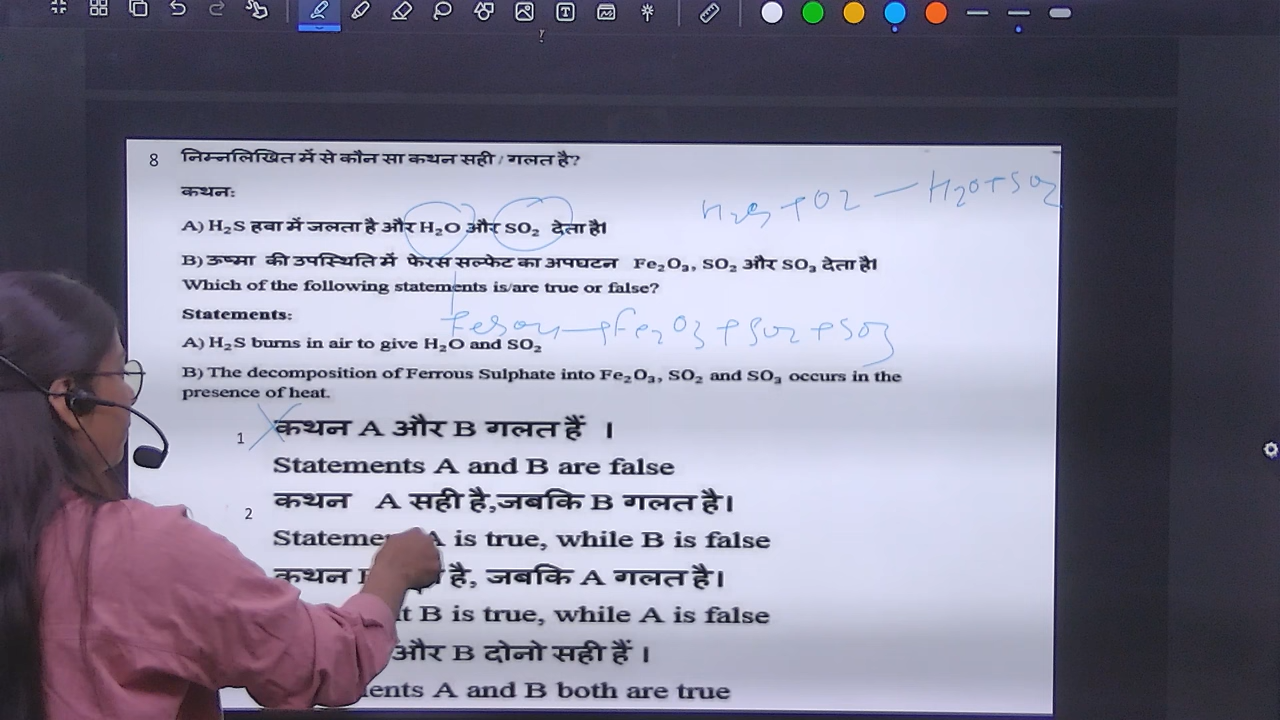 8 निम्नलिखित में से कौन सा कथन सही / गलत है?
कथन:
H₂S + O₂ — H₂O + SO₂
A) H₂S हवा में जलता है और H₂O और SO₂ देता है।
B) ऊष्मा की उपस्थिति में फेरस सल्फेट का अपघटन Fe₂O₃, SO₂ और SO₃ देता है।
Which of the following statements is/are true or false?
Statements:
FeSO₄ → Fe₂O₃ + SO₂ + SO₃
A) H₂S burns in air to give H₂O and SO₂
B) The decomposition of Ferrous Sulphate into Fe₂O₃, SO₂ and SO₃ occurs in the
presence of heat.
1 कथन A और B गलत हैं ।
Statements A and B are false
2 कथन A सही है,जबकि B गलत है।
A is true, while B is false
कथन है, जबकि A गलत है।
B is true, while A is false
और B दोनो सही हैं ।
A and B both are true